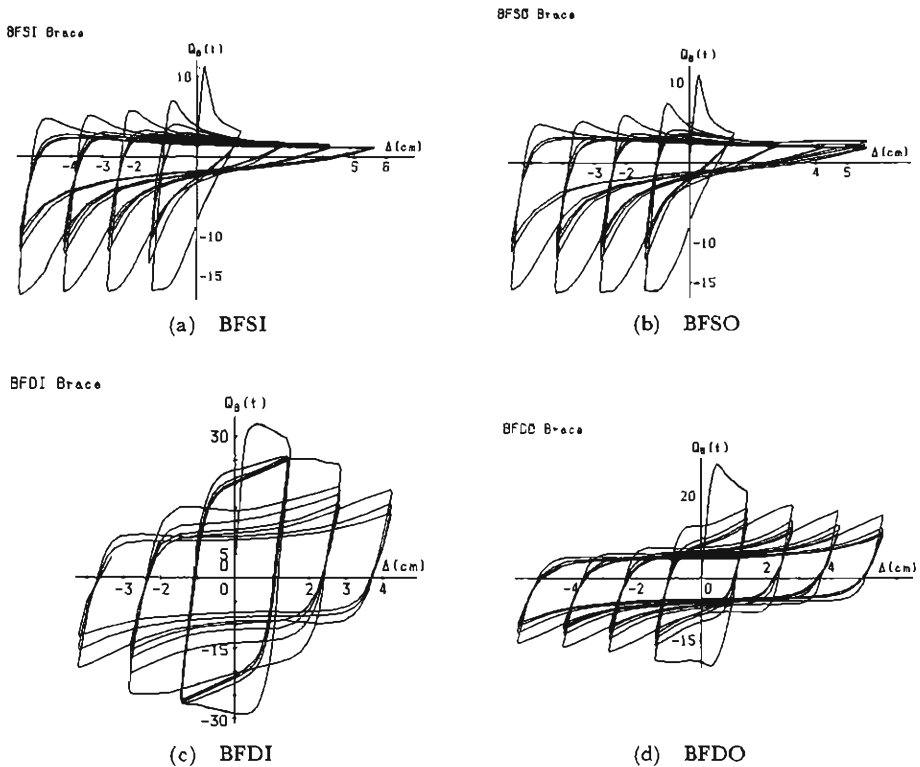 BFSI Brace
Q_B(t)
10
Δ(cm)
-4 -3 -2 5 6
-10
-15
(a) BFSI
BFSO Brace
Q_B(t)
10
Δ(cm)
-3 -2 4 5
-10
-15
(b) BFSO
BFDI Brace
Q_B(t)
30
5
0
Δ(cm)
-3 -2 0 2 3 4
-15
-30
(c) BFDI
BFDO Brace
Q_B(t)
20
Δ(cm)
-4 -2 0 2 4
-15
(d) BFDO